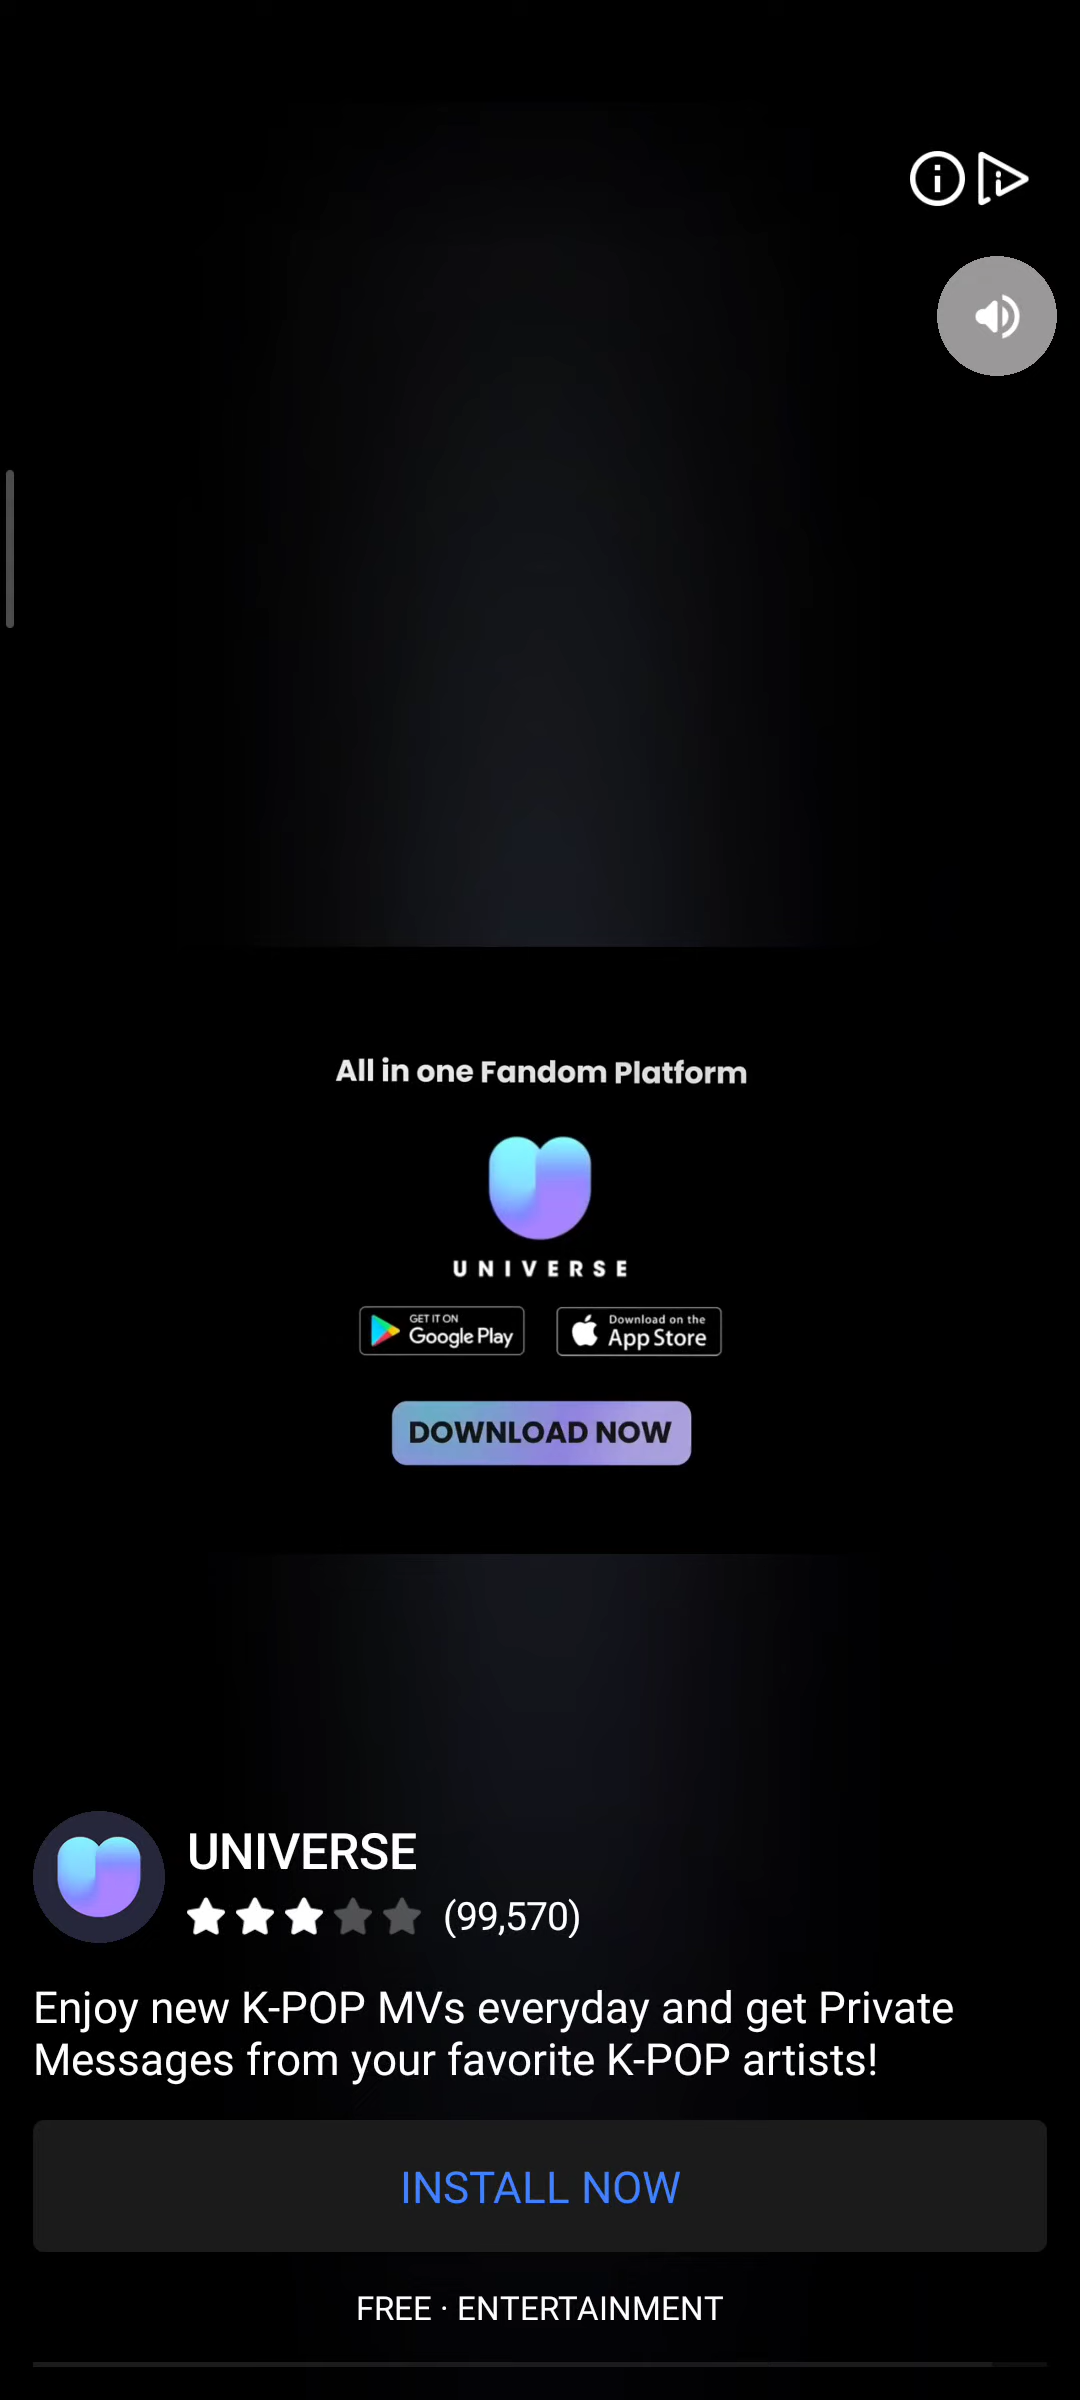 All in one Fandom Platform
UNIVERSE
GET IT ON
Google Play
Download on the
App Store
DOWNLOAD NOW
UNIVERSE
(99,570)
Enjoy new K-POP MVs everyday and get Private
Messages from your favorite K-POP artists!
INSTALL NOW
FREE · ENTERTAINMENT